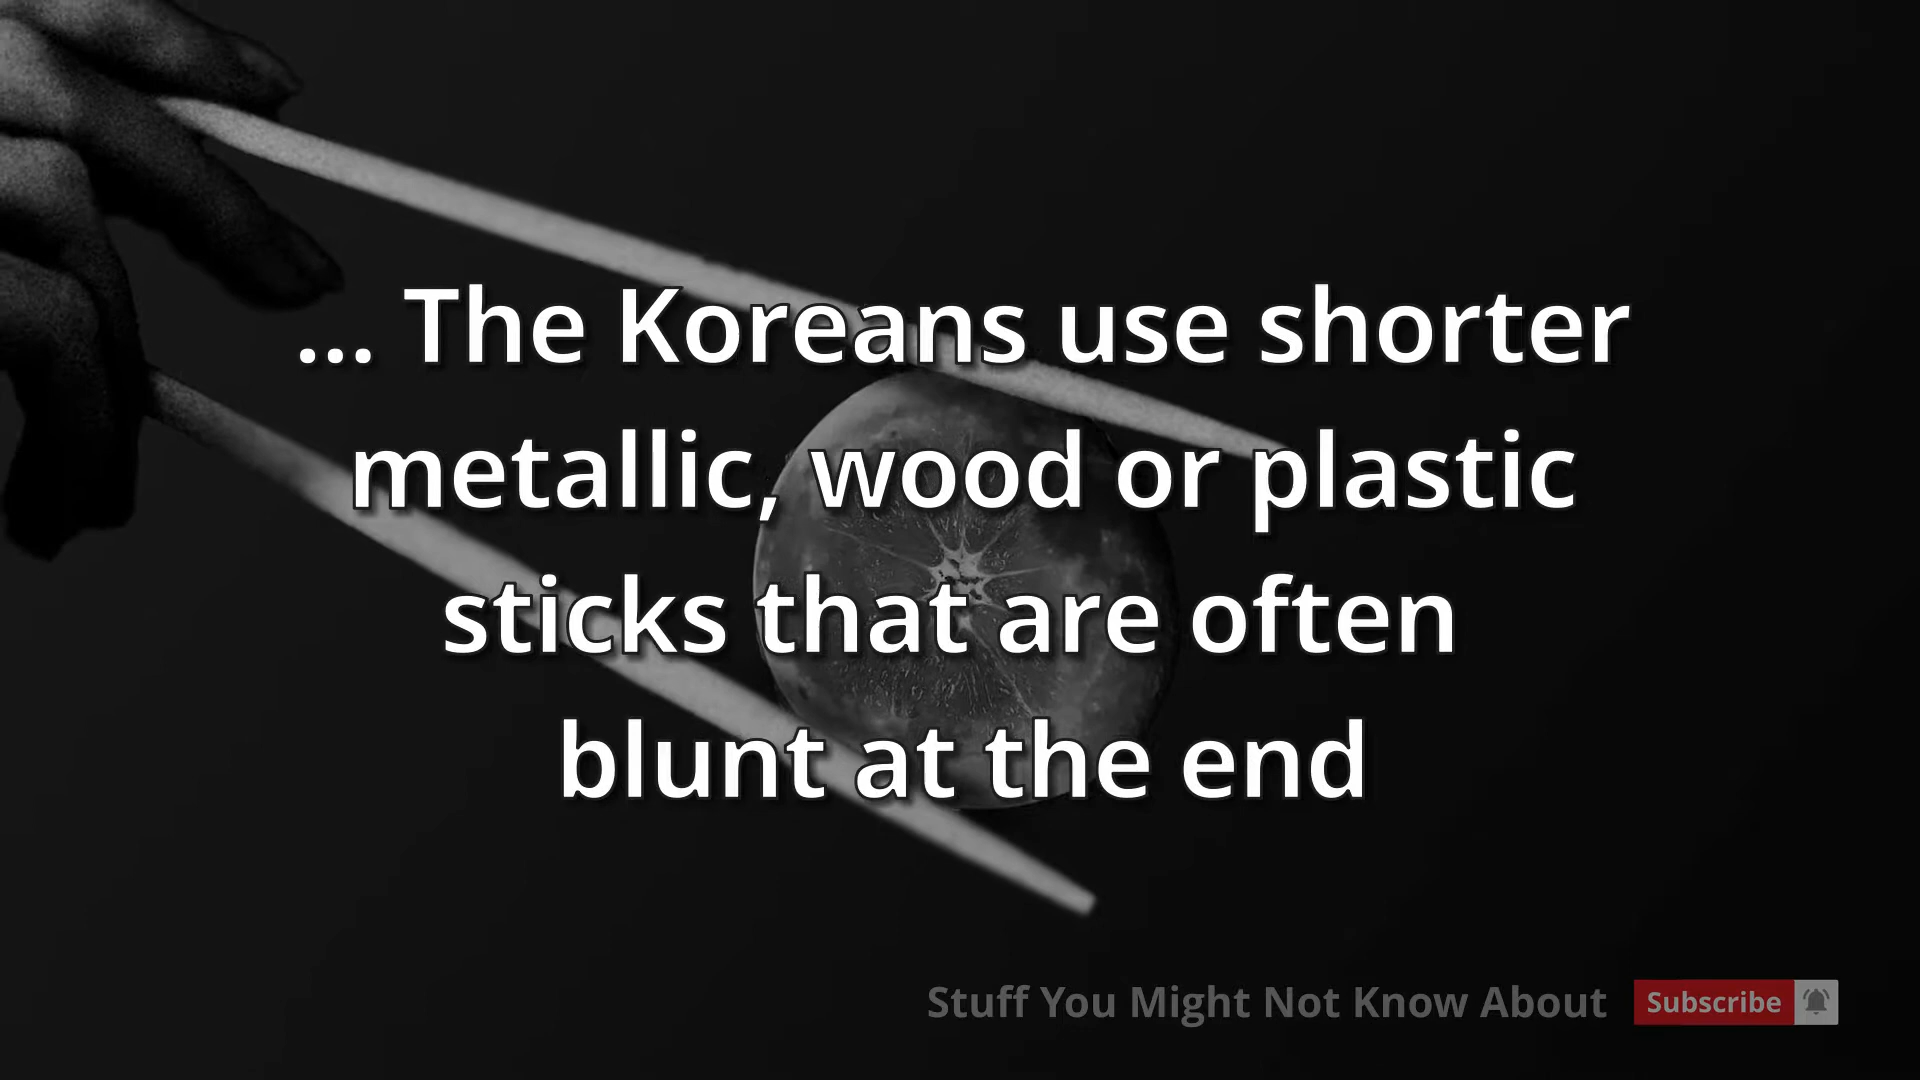 ... The Koreans use shorter
metallic, wood or plastic
sticks that are often
blunt at the end
Stuff You Might Not Know About
Subscribe